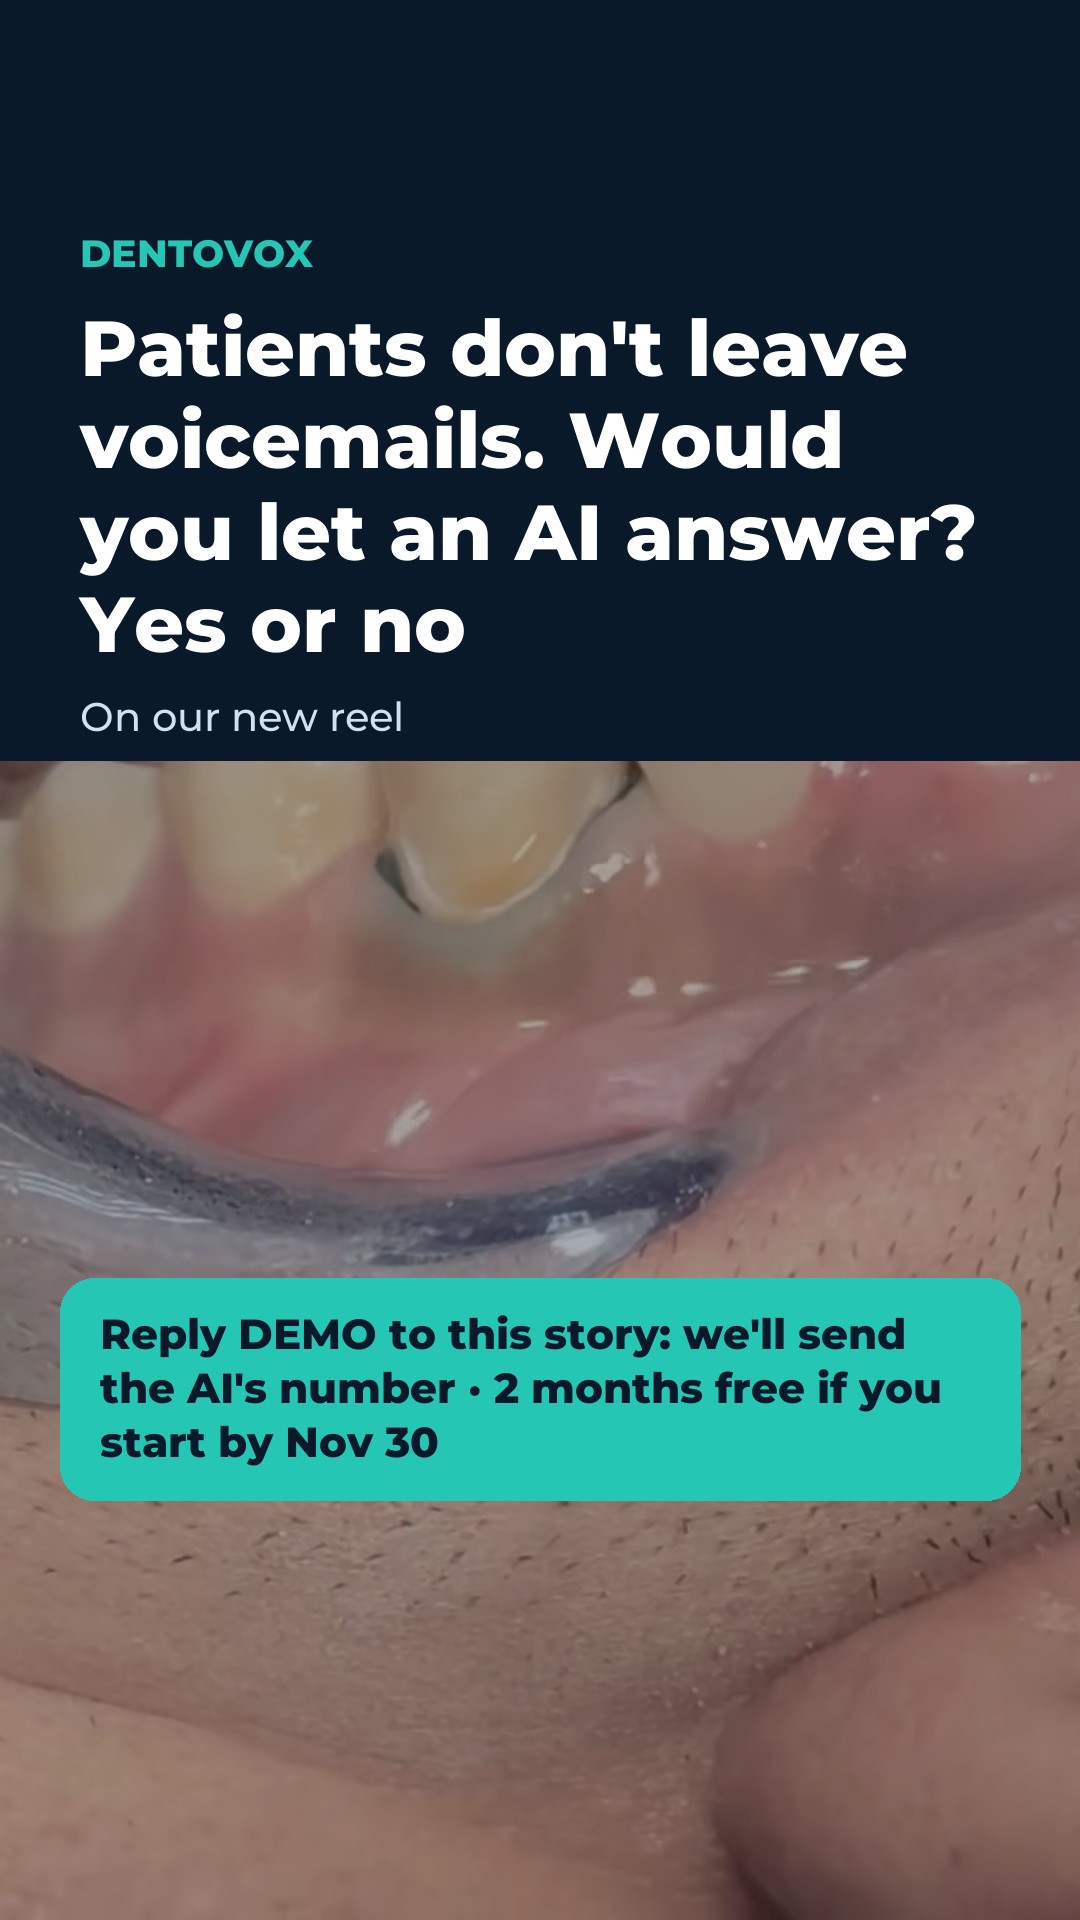 DENTOVOX
Patients don't leave
voicemails. Would
you let an AI answer?
Yes or no
On our new reel
Reply DEMO to this story: we'll send
the AI's number • 2 months free if you
start by Nov 30